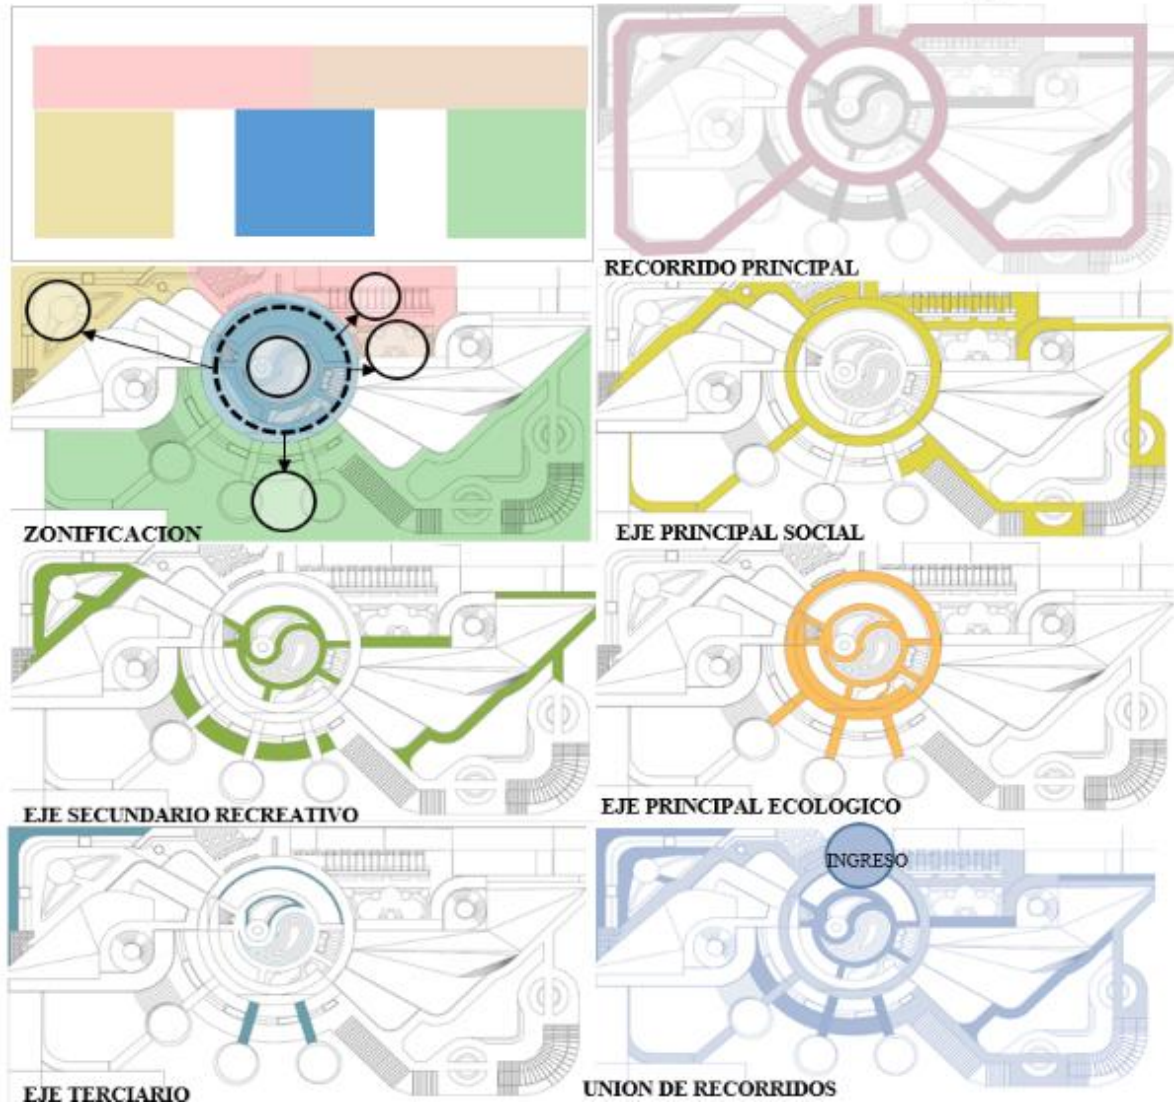 RECORRIDO PRINCIPAL
ZONIFICACION
EJE PRINCIPAL SOCIAL
EJE SECUNDARIO RECREATIVO
EJE PRINCIPAL ECOLOGICO
INGRESO
EJE TERCIARIO
UNION DE RECORRIDOS